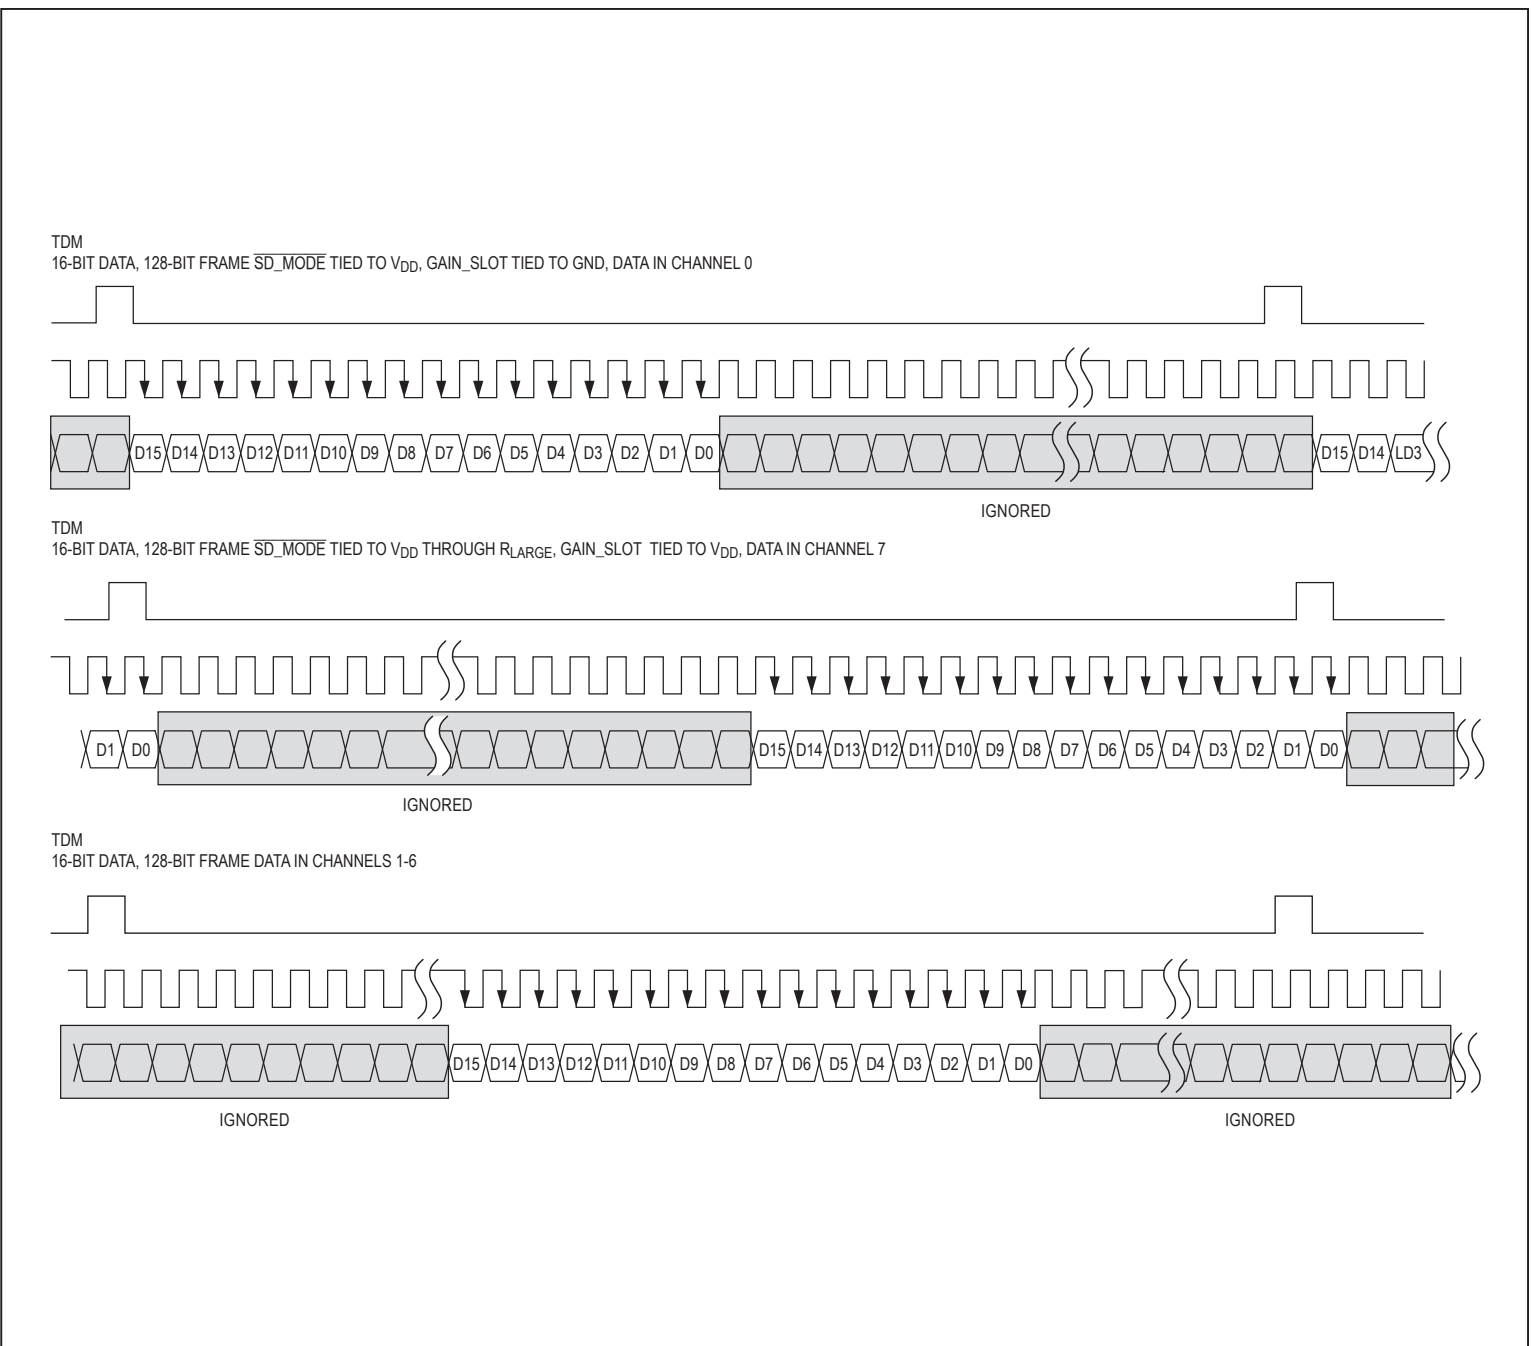 TDM
16-BIT DATA, 128-BIT FRAME SD_MODE TIED TO VDD, GAIN_SLOT TIED TO GND, DATA IN CHANNEL 0
D15 D14 D13 D12 D11 D10 D9 D8 D7 D6 D5 D4 D3 D2 D1 D0 D15 D14 LD3
IGNORED
TDM
16-BIT DATA, 128-BIT FRAME SD_MODE TIED TO VDD THROUGH RLARGE, GAIN_SLOT TIED TO VDD, DATA IN CHANNEL 7
D1 D0 D15 D14 D13 D12 D11 D10 D9 D8 D7 D6 D5 D4 D3 D2 D1 D0
IGNORED
TDM
16-BIT DATA, 128-BIT FRAME DATA IN CHANNELS 1-6
D15 D14 D13 D12 D11 D10 D9 D8 D7 D6 D5 D4 D3 D2 D1 D0
IGNORED IGNORED